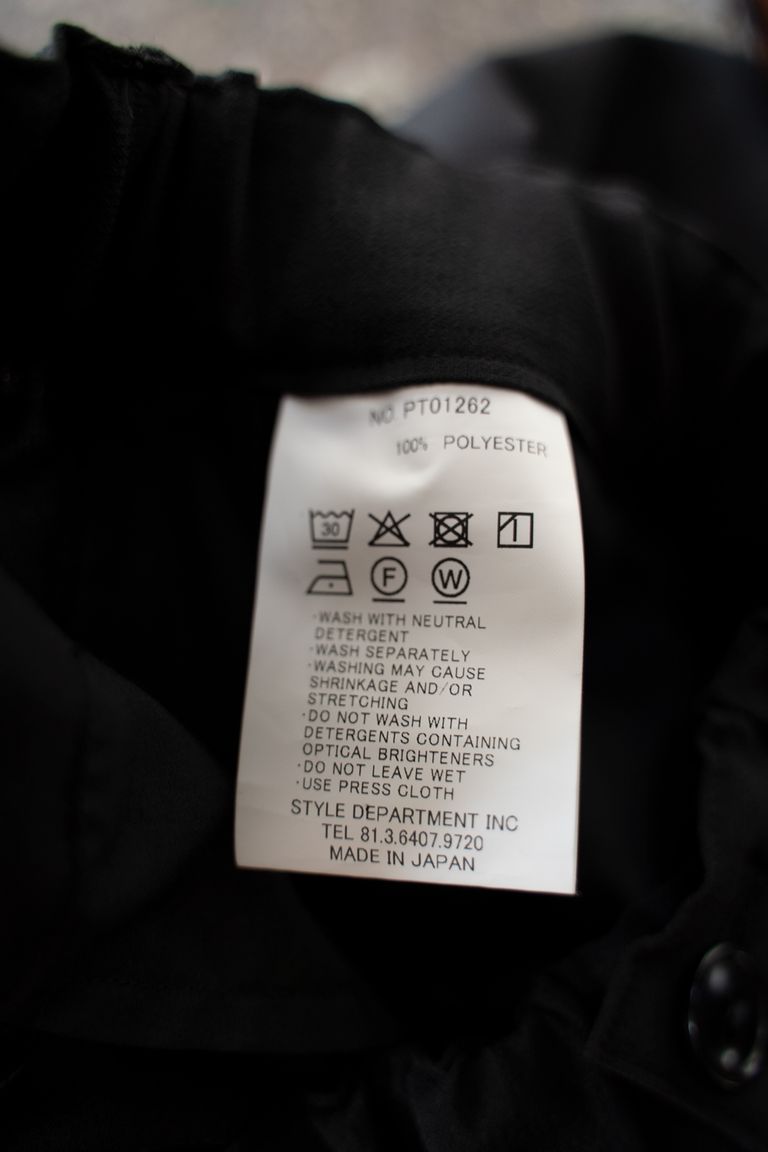 NO. PT01262
100% POLYESTER
30
F W
·WASH WITH NEUTRAL
DETERGENT
·WASH SEPARATELY
·WASHING MAY CAUSE
SHRINKAGE AND/OR
STRETCHING
·DO NOT WASH WITH
DETERGENTS CONTAINING
OPTICAL BRIGHTENERS
·DO NOT LEAVE WET
·USE PRESS CLOTH
STYLE DEPARTMENT INC
TEL 81.3.6407.9720
MADE IN JAPAN